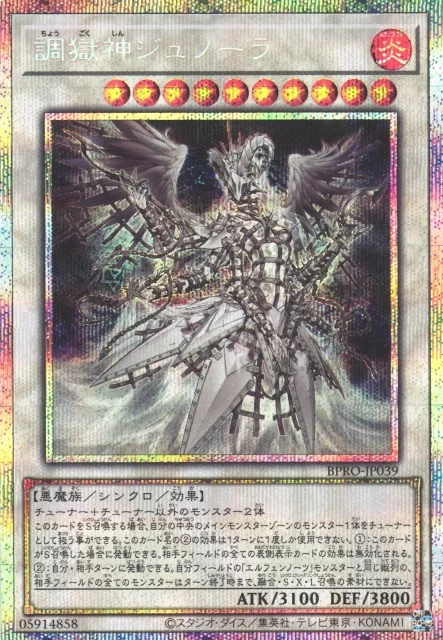 ちょう ごく しん
調獄神ジュノーラ
炎
BPRO-JP039
【悪魔族/シンクロ/効果】
チューナー+チューナー以外のモンスター2体
このカードをS召喚する場合、自分の中央のメインモンスターゾーンのモンスター1体をチューナー
として扱う事ができる。このカード名の②の効果は1ターンに1度しか使用できない。①:このカード
がS召喚した場合に発動できる。相手フィールドの全ての表側表示カードの効果は無効化される。
②:自分・相手ターンに発動できる。自分フィールドの「エルフェンノーツ」モンスターと同じ縦列の、
相手フィールドの全てのモンスターはターン終了時まで、融合・S・X・L召喚の素材にできない。
ATK/3100 DEF/3800
05914858
©スタジオ・ダイス/集英社・テレビ東京・KONAMI